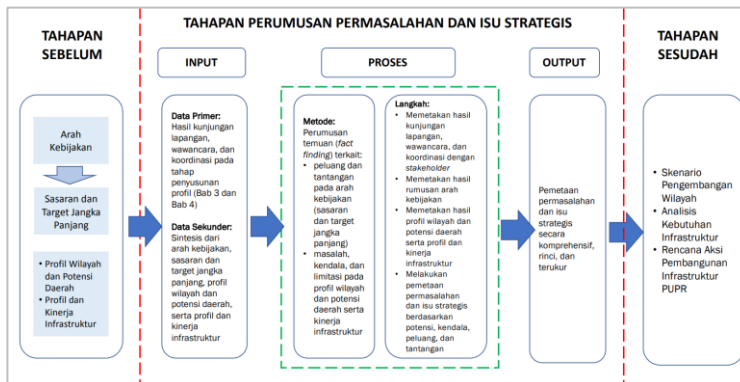 TAHAPAN PERUMUSAN PERMASALAHAN DAN ISU STRATEGIS
TAHAPAN
SEBELUM
INPUT
PROSES
OUTPUT
TAHAPAN
SESUDAH
Arah
Kebijakan
Sasaran dan
Target Jangka
Panjang
• Profil Wilayah
dan Potensi
Daerah
• Profil dan
Kinerja
Infrastruktur
Data Primer:
Hasil kunjungan
lapangan,
wawancara, dan
koordinasi pada
tahap
penyusunan
profil (Bab 3 dan
Bab 4)
Data Sekunder:
Sintesis dari
arah kebijakan,
sasaran dan
target jangka
panjang, profil
wilayah dan
potensi daerah,
serta profil dan
kinerja
infrastruktur
Metode:
Perumusan
temuan (fact
finding) terkait:
• peluang dan
tantangan
pada arah
kebijakan
(sasaran dan
target jangka
panjang)
• masalah,
kendala, dan
limitasi pada
profil wilayah
dan potensi
daerah serta
kinerja
infrastruktur
Langkah:
• Memetakan hasil
kunjungan
lapangan,
wawancara, dan
koordinasi dengan
stakeholder
• Memetakan hasil
rumusan arah
kebijakan
• Memetakan hasil
profil wilayah dan
potensi daerah
serta profil dan
kinerja
infrastruktur
• Melakukan
pemetaan
permasalahan
dan isu strategis
berdasarkan
potensi, kendala,
peluang, dan
tantangan
Pemetaan
permasalahan
dan isu
strategis
secara
komprehensif,
rinci, dan
terukur
• Skenario
Pengembangan
Wilayah
• Analisis
Kebutuhan
Infrastruktur
• Rencana Aksi
Pembangunan
Infrastruktur
PUPR